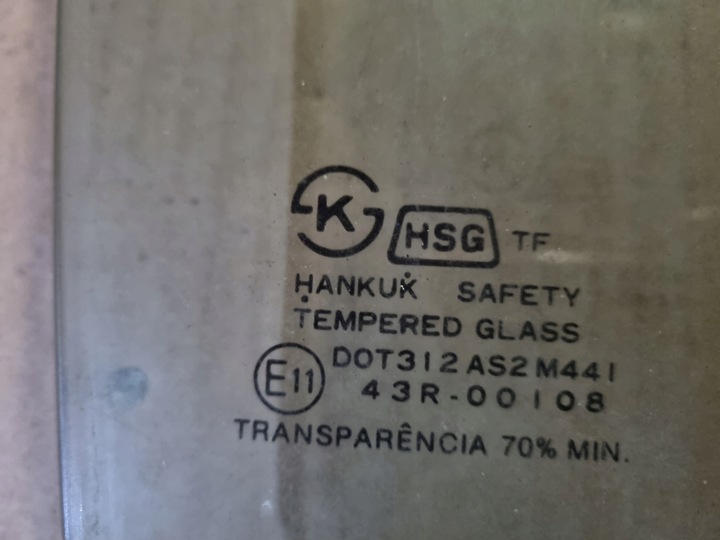 K HSG TF
HANKUK SAFETY
TEMPERED GLASS
E11 DOT312 AS2 M441
43R-00108
TRANSPARÊNCIA 70% MIN.